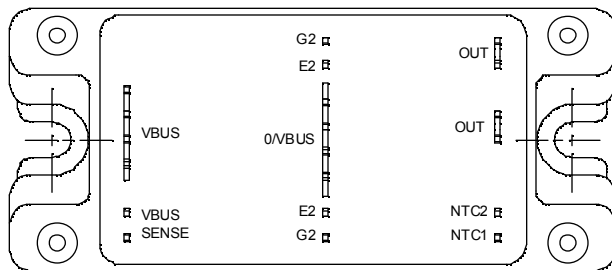 G2
OUT
E2
VBUS
0/VBUS
OUT
VBUS
SENSE
E2
G2
NTC2
NTC1